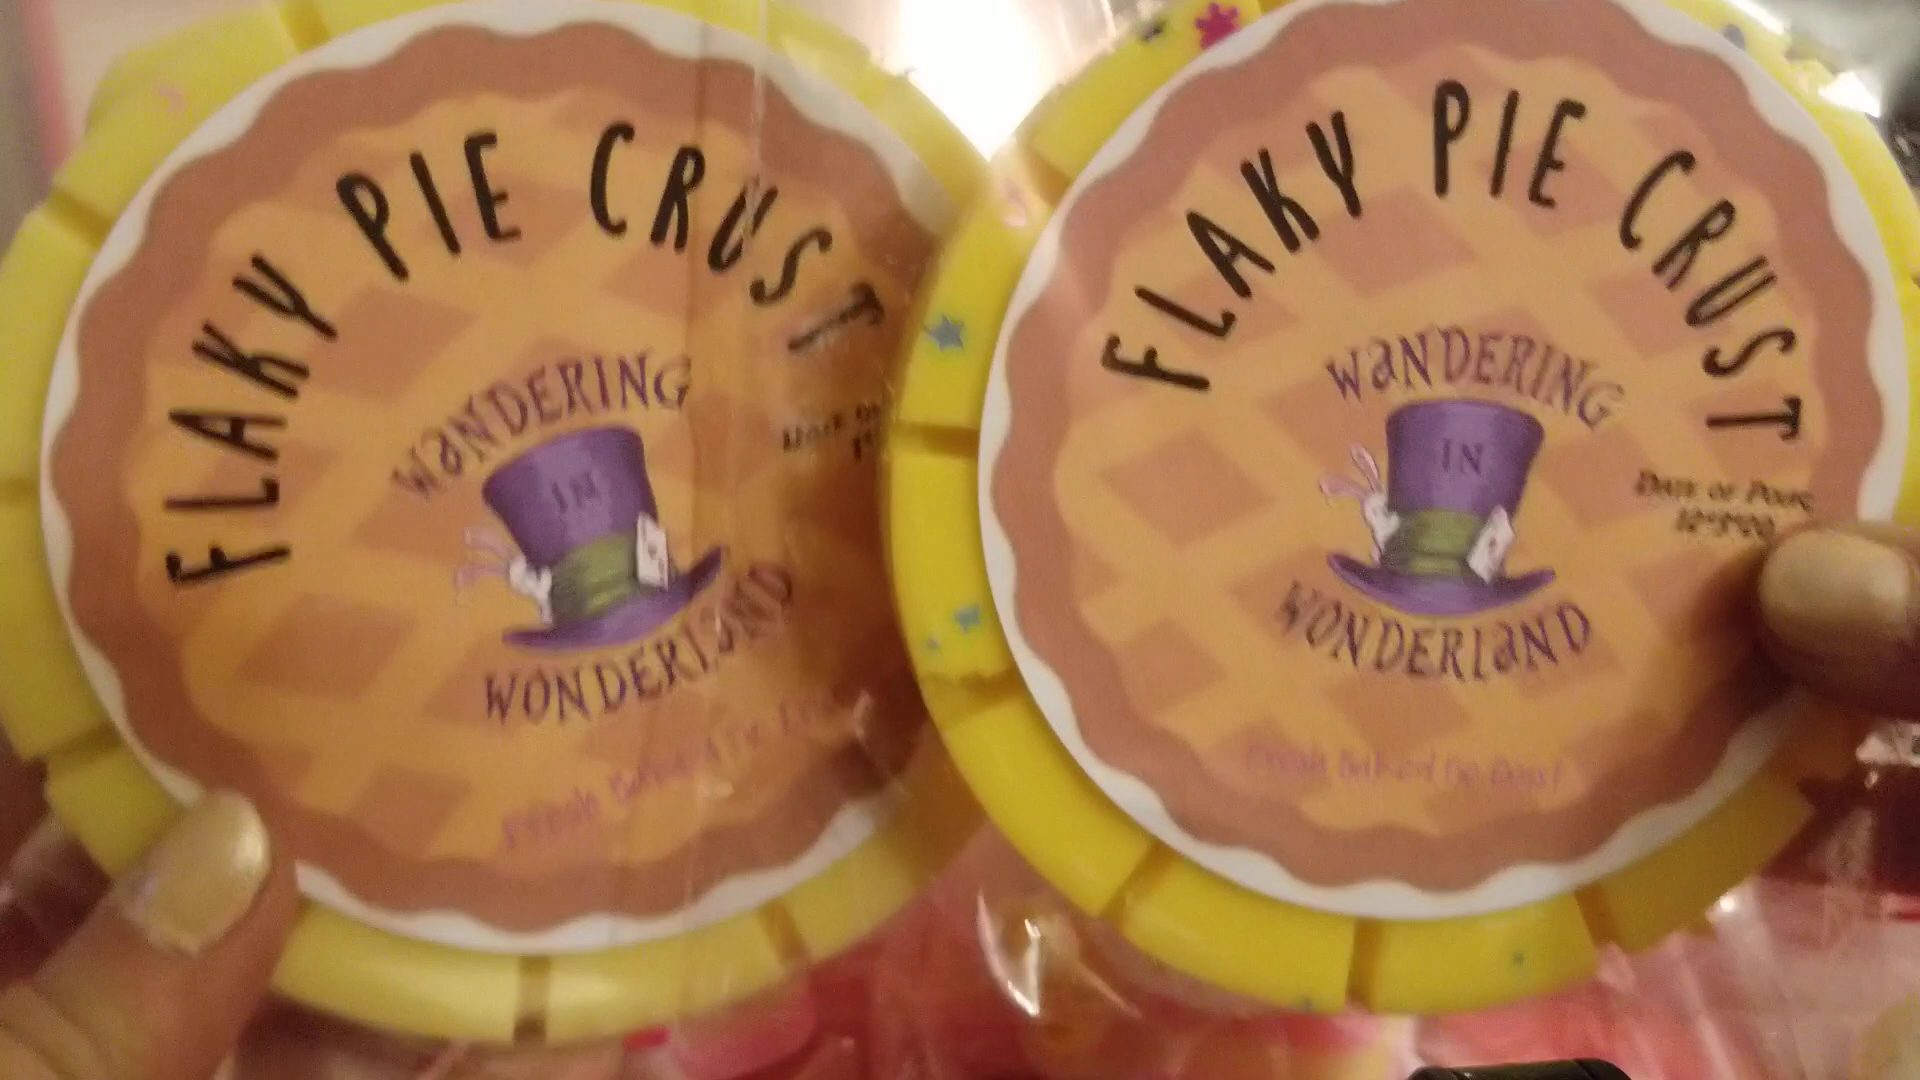 FLAKY PIE CRUST
WaNDERING
IN
WONDERLaND
FLAKY PIE CRUST
WaNDERING
IN
WONDERLaND
Date of Pour: